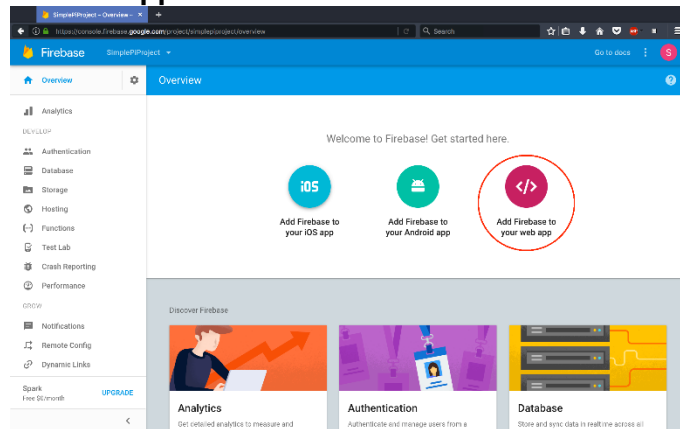 SimplePiProject – Overview –
https://console.firebase.google.com/project/simplepiproject/overview
Search
Firebase
SimplePiProject
Go to docs
S
Overview
Overview
Analytics
DEVELOP
Authentication
Database
Storage
Hosting
Functions
Test Lab
Crash Reporting
Performance
GROW
Notifications
Remote Config
Dynamic Links
Spark
Free $0/month
UPGRADE
Welcome to Firebase! Get started here.
iOS
</>
Add Firebase to
your iOS app
Add Firebase to
your Android app
Add Firebase to
your web app
Discover Firebase
Analytics
Get detailed analytics to measure and
Authentication
Authenticate and manage users from a
Database
Store and sync data in realtime across all